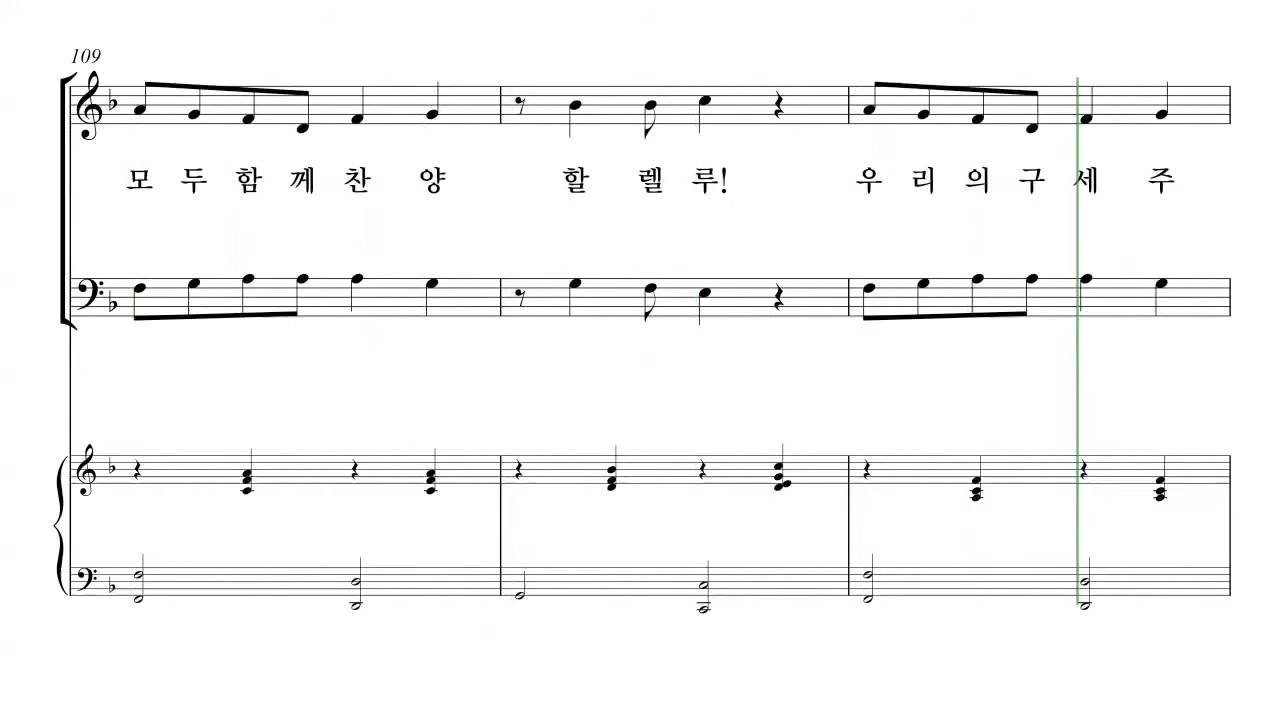 109
모 두 함 께 찬 양 할 렐 루! 우 리 의 구 세 주